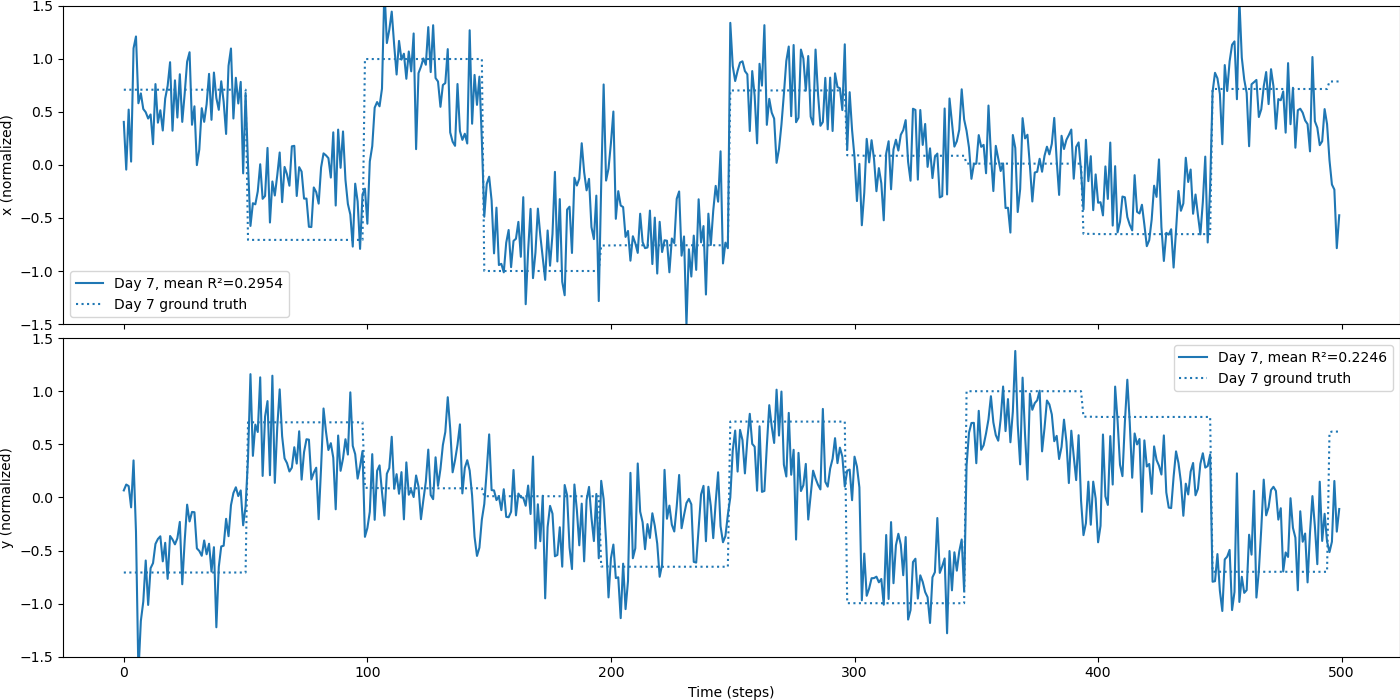 1.5
1.0
0.5
0.0
−0.5
−1.0
−1.5
x (normalized)
Day 7, mean R²=0.2954
Day 7 ground truth
1.5
1.0
0.5
0.0
−0.5
−1.0
−1.5
y (normalized)
Day 7, mean R²=0.2246
Day 7 ground truth
0 100 200 300 400 500
Time (steps)